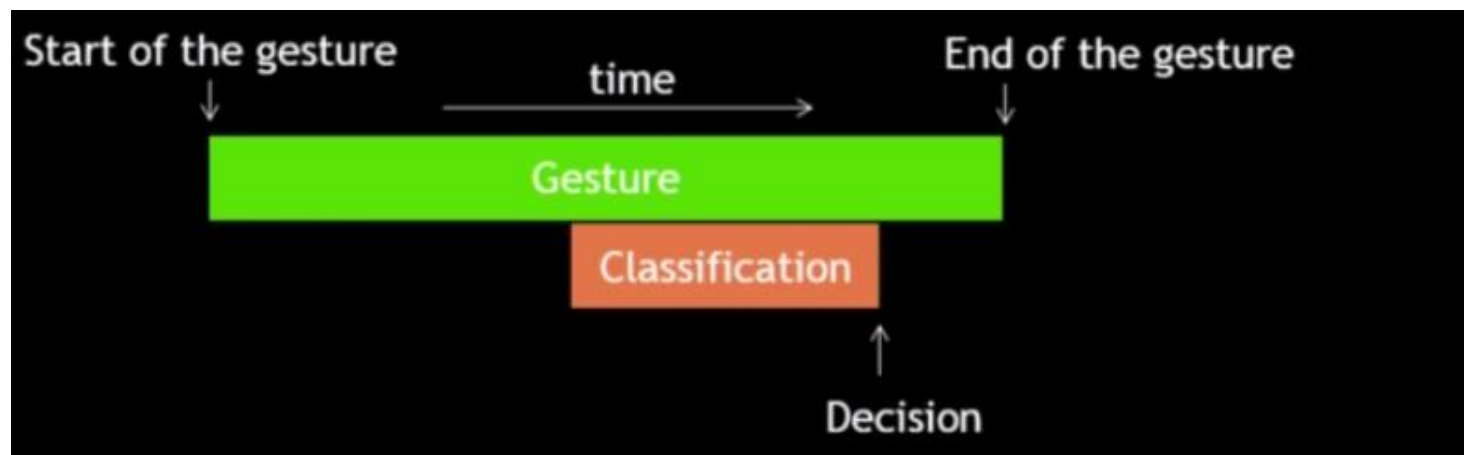 Start of the gesture
time
End of the gesture
Gesture
Classification
Decision